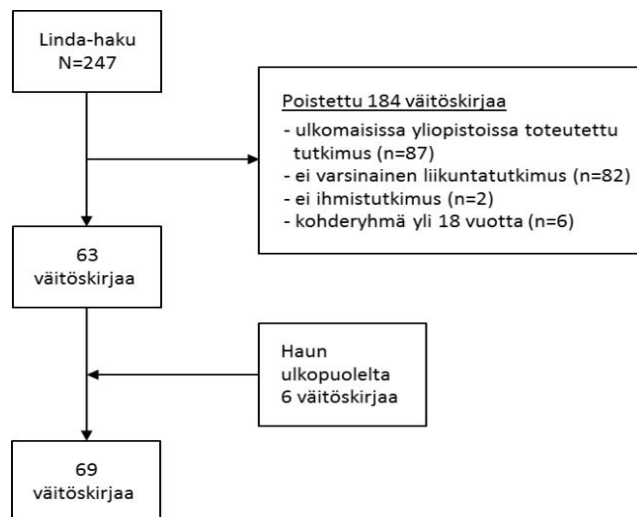 Linda-haku
N=247
Poistettu 184 väitöskirjaa
- ulkomaisissa yliopistoissa toteutettu
tutkimus (n=87)
- ei varsinainen liikuntatutkimus (n=82)
- ei ihmistutkimus (n=2)
- kohderyhmä yli 18 vuotta (n=6)
63
väitöskirjaa
Haun
ulkopuolelta
6 väitöskirjaa
69
väitöskirjaa